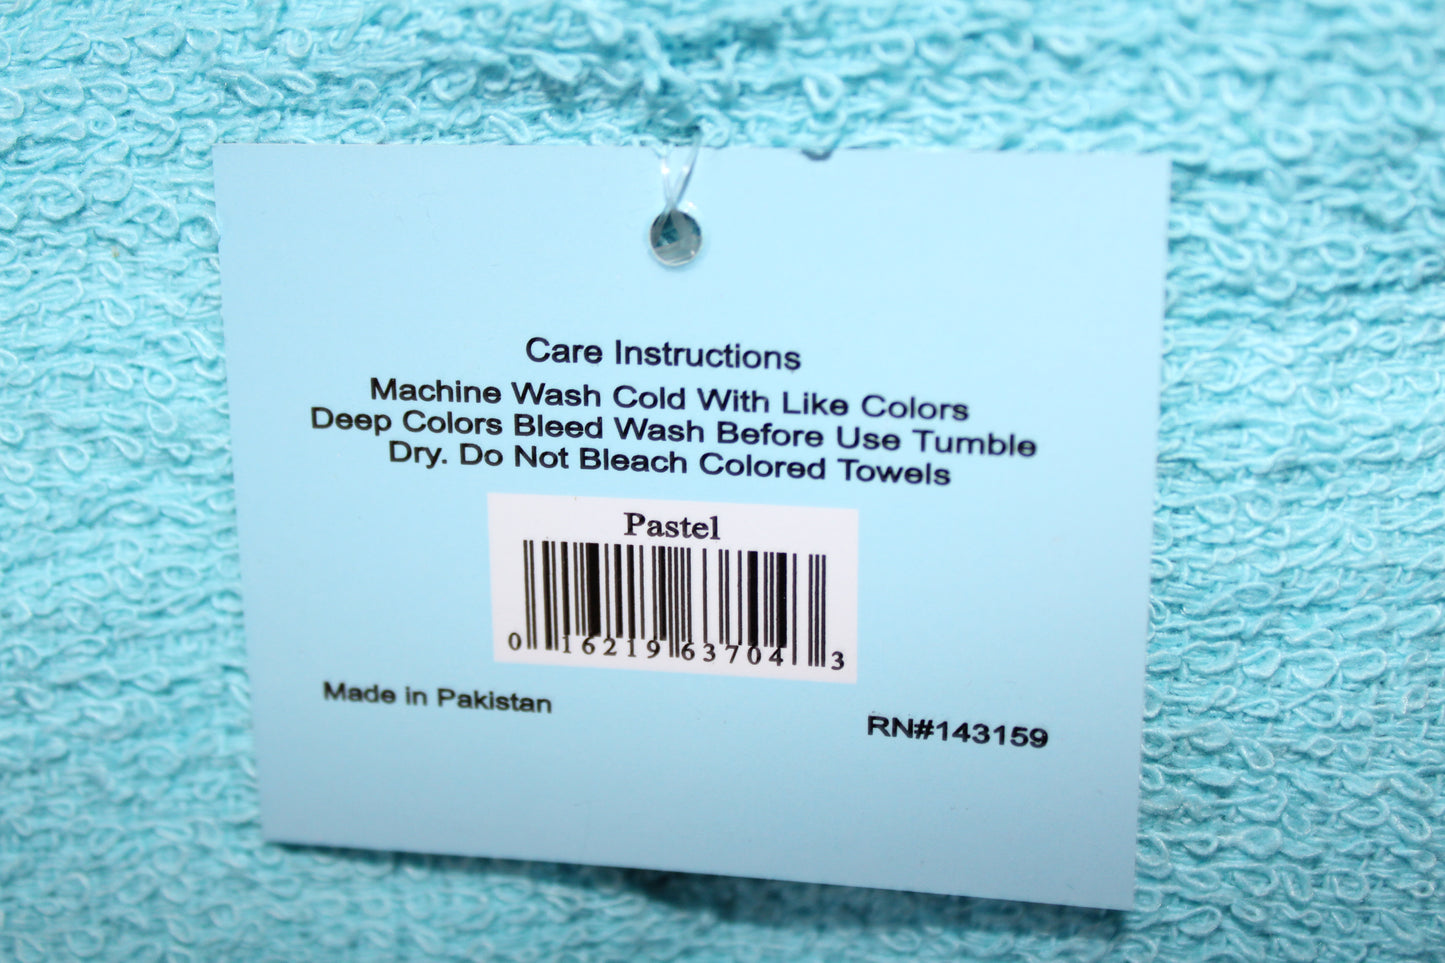 Care Instructions
Machine Wash Cold With Like Colors
Deep Colors Bleed Wash Before Use Tumble
Dry. Do Not Bleach Colored Towels
Pastel
0 16219 63704 3
Made in Pakistan
RN#143159